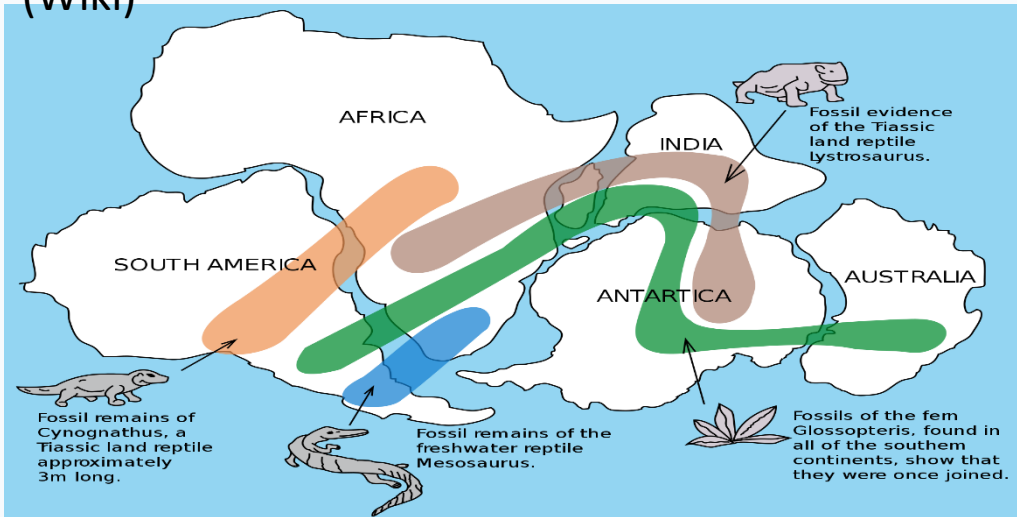 (Wiki)
AFRICA
INDIA
Fossil evidence
of the Tiassic
land reptile
Lystrosaurus.
SOUTH AMERICA
ANTARTICA
AUSTRALIA
Fossil remains of
Cynognathus, a
Tiassic land reptile
approximately
3m long.
Fossil remains of the
freshwater reptile
Mesosaurus.
Fossils of the fern
Glossopteris, found in
all of the southern
continents, show that
they were once joined.